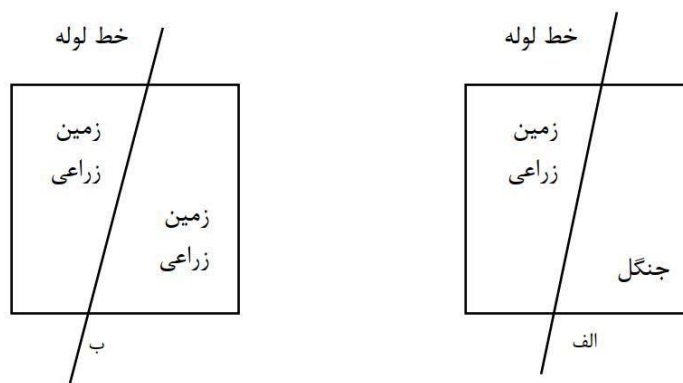 خط لوله
زمین
زراعی
جنگل
الف
خط لوله
زمین
زراعی
زمین
زراعی
ب